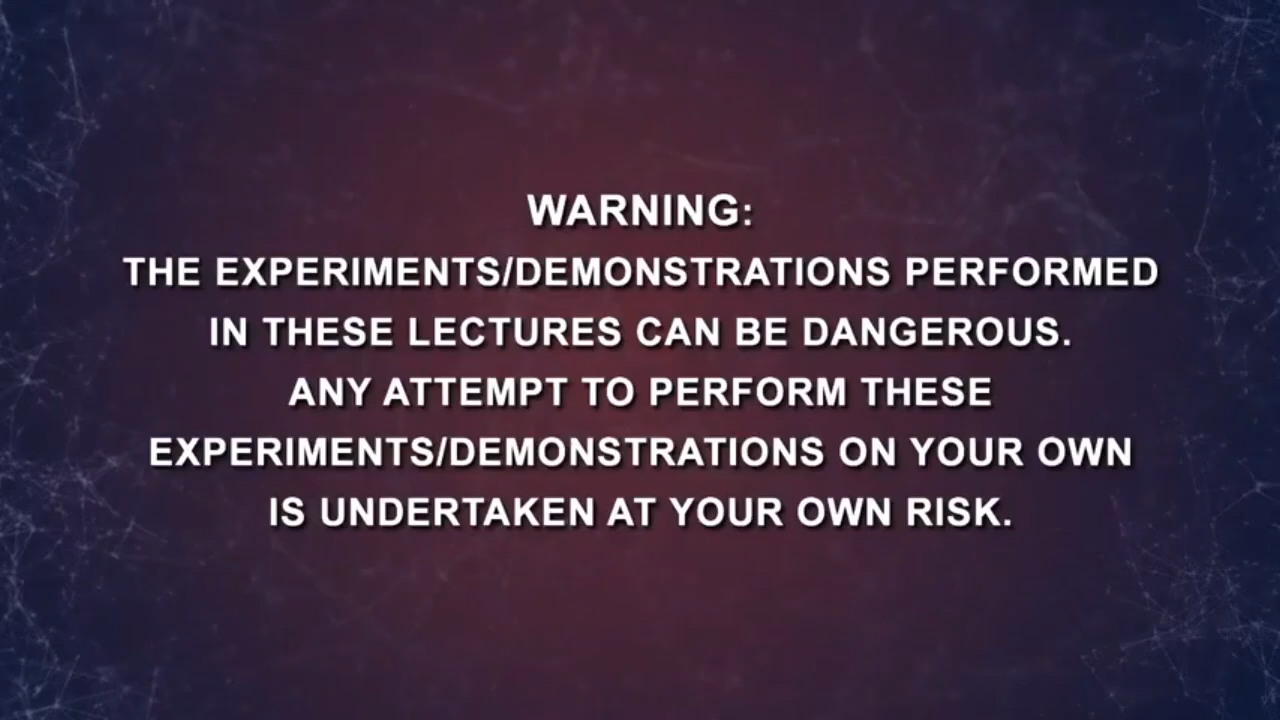 WARNING:
THE EXPERIMENTS/DEMONSTRATIONS PERFORMED
IN THESE LECTURES CAN BE DANGEROUS.
ANY ATTEMPT TO PERFORM THESE
EXPERIMENTS/DEMONSTRATIONS ON YOUR OWN
IS UNDERTAKEN AT YOUR OWN RISK.